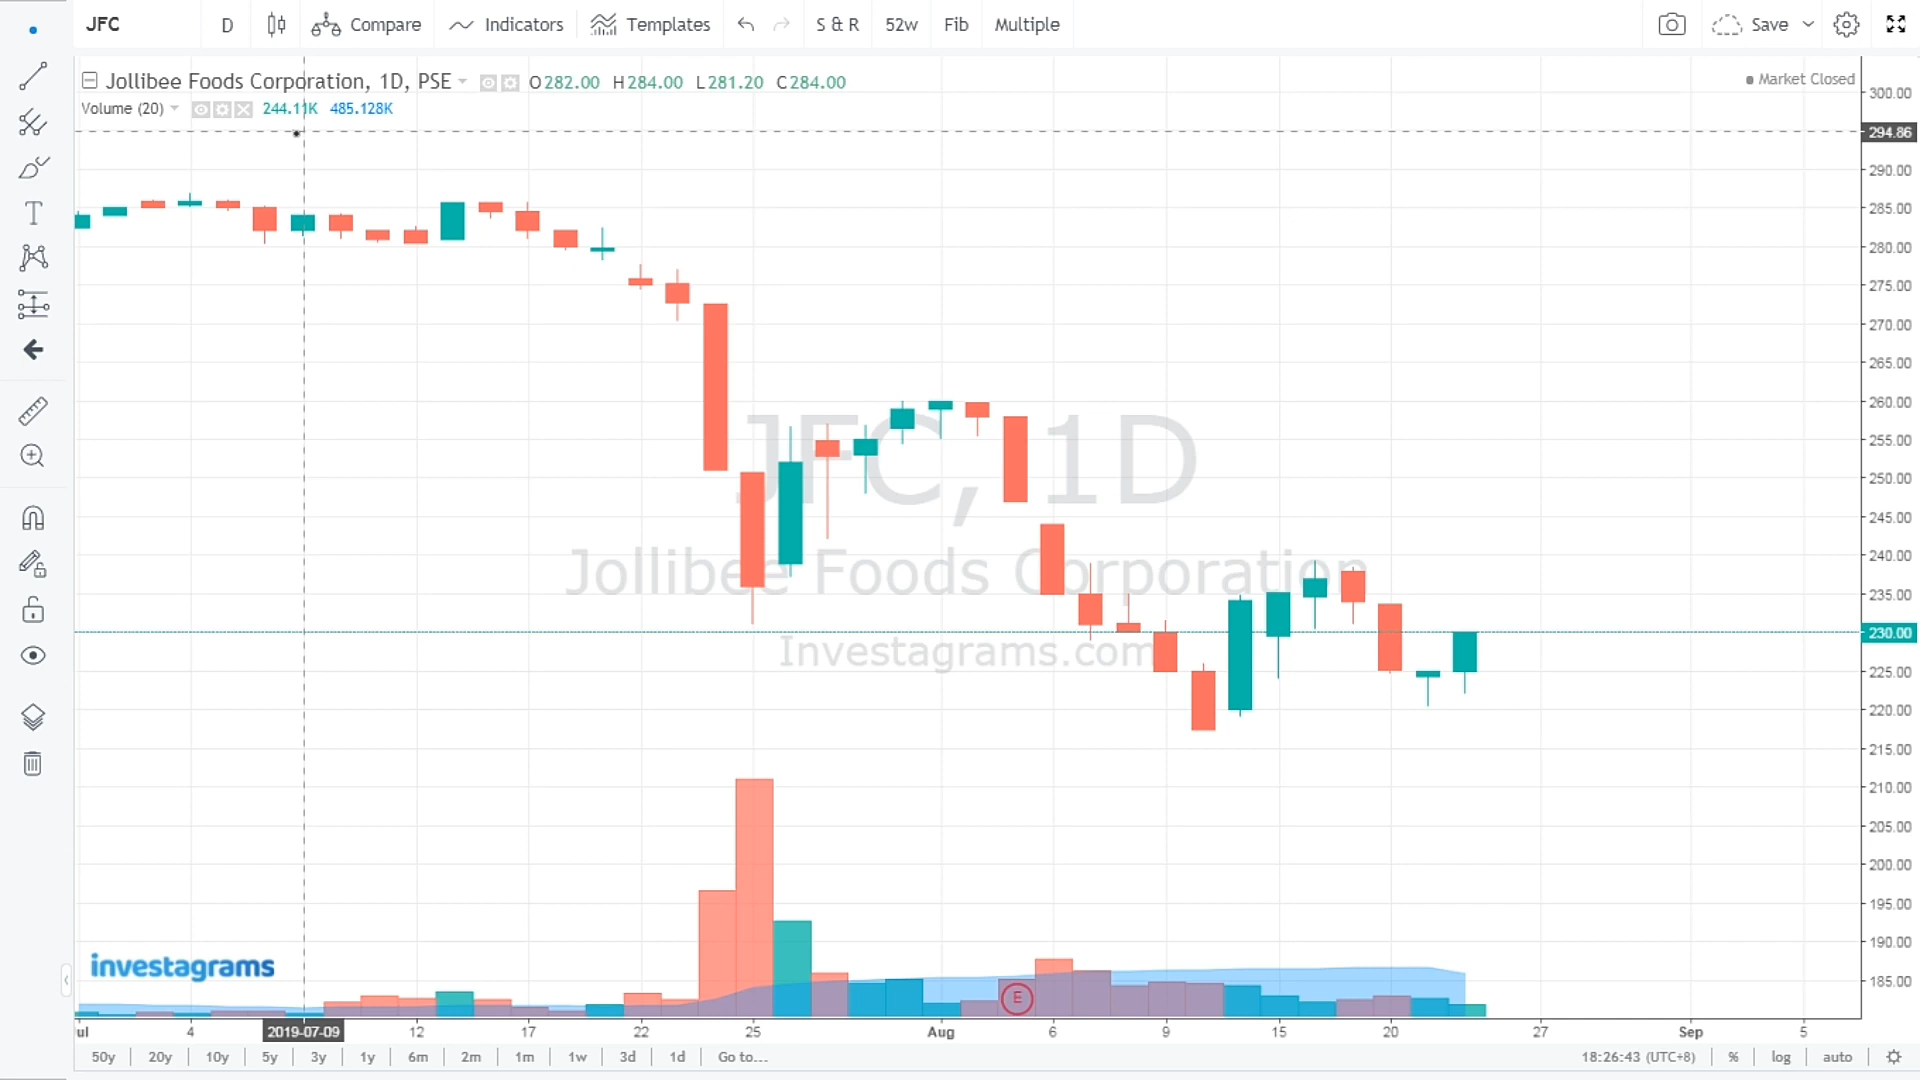 JFC D Compare Indicators Templates S & R 52w Fib Multiple Save
Jollibee Foods Corporation, 1D, PSE O282.00 H284.00 L281.20 C284.00
Market Closed
Volume (20) 244.11K 485.128K
300.00
294.86
290.00
285.00
280.00
275.00
270.00
265.00
260.00
255.00
250.00
245.00
240.00
235.00
230.00
225.00
220.00
215.00
210.00
205.00
200.00
195.00
190.00
185.00
JFC, 1D
Jollibee Foods Corporation
Investagrams.com
investagrams
E
ul 4 2019-07-09 12 17 22 25 Aug 6 9 15 20 27 Sep 5
50y 20y 10y 5y 3y 1y 6m 2m 1m 1w 3d 1d Go to... 18:26:43 (UTC+8) % log auto